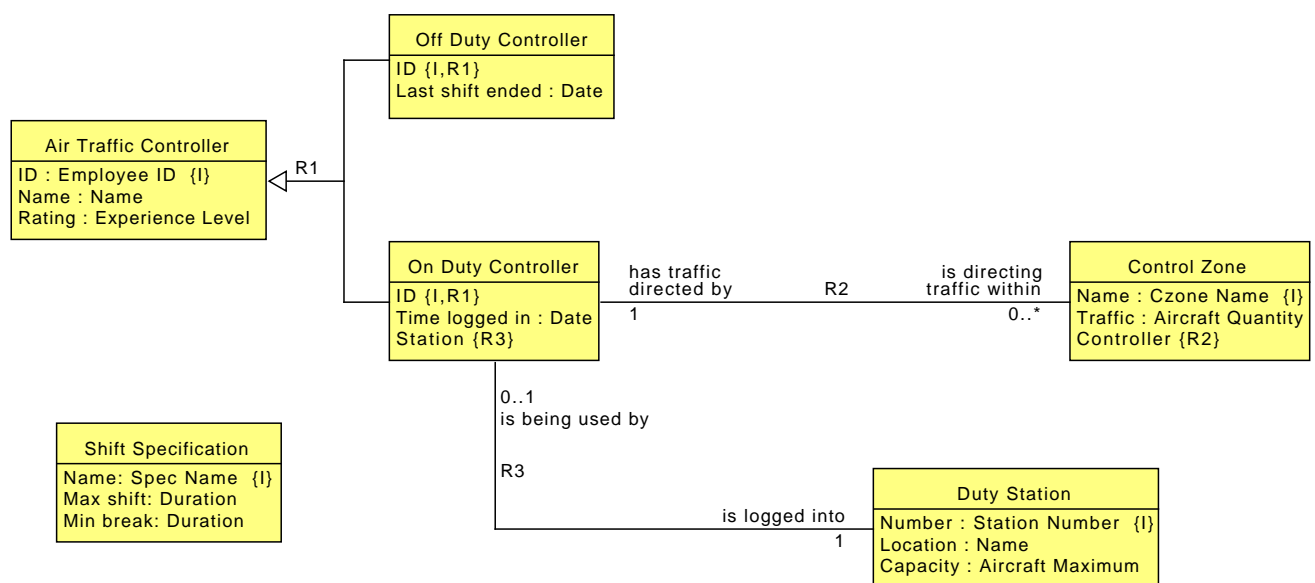 Off Duty Controller
ID {I,R1}
Last shift ended : Date
Air Traffic Controller
ID : Employee ID {I}
Name : Name
Rating : Experience Level
R1
On Duty Controller
ID {I,R1}
Time logged in : Date
Station {R3}
has traffic
directed by
1
R2
is directing
traffic within
0..*
Control Zone
Name : Czone Name {I}
Traffic : Aircraft Quantity
Controller {R2}
0..1
is being used by
R3
Shift Specification
Name: Spec Name {I}
Max shift: Duration
Min break: Duration
is logged into
1
Duty Station
Number : Station Number {I}
Location : Name
Capacity : Aircraft Maximum